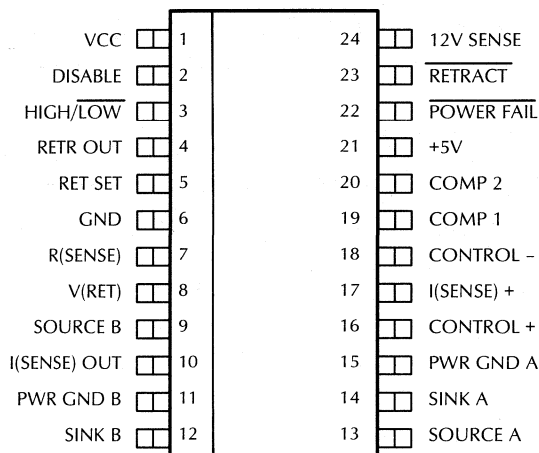 VCC 1 24 12V SENSE
DISABLE 2 23 RETRACT
HIGH/LOW 3 22 POWER FAIL
RETR OUT 4 21 +5V
RET SET 5 20 COMP 2
GND 6 19 COMP 1
R(SENSE) 7 18 CONTROL –
V(RET) 8 17 I(SENSE) +
SOURCE B 9 16 CONTROL +
I(SENSE) OUT 10 15 PWR GND A
PWR GND B 11 14 SINK A
SINK B 12 13 SOURCE A